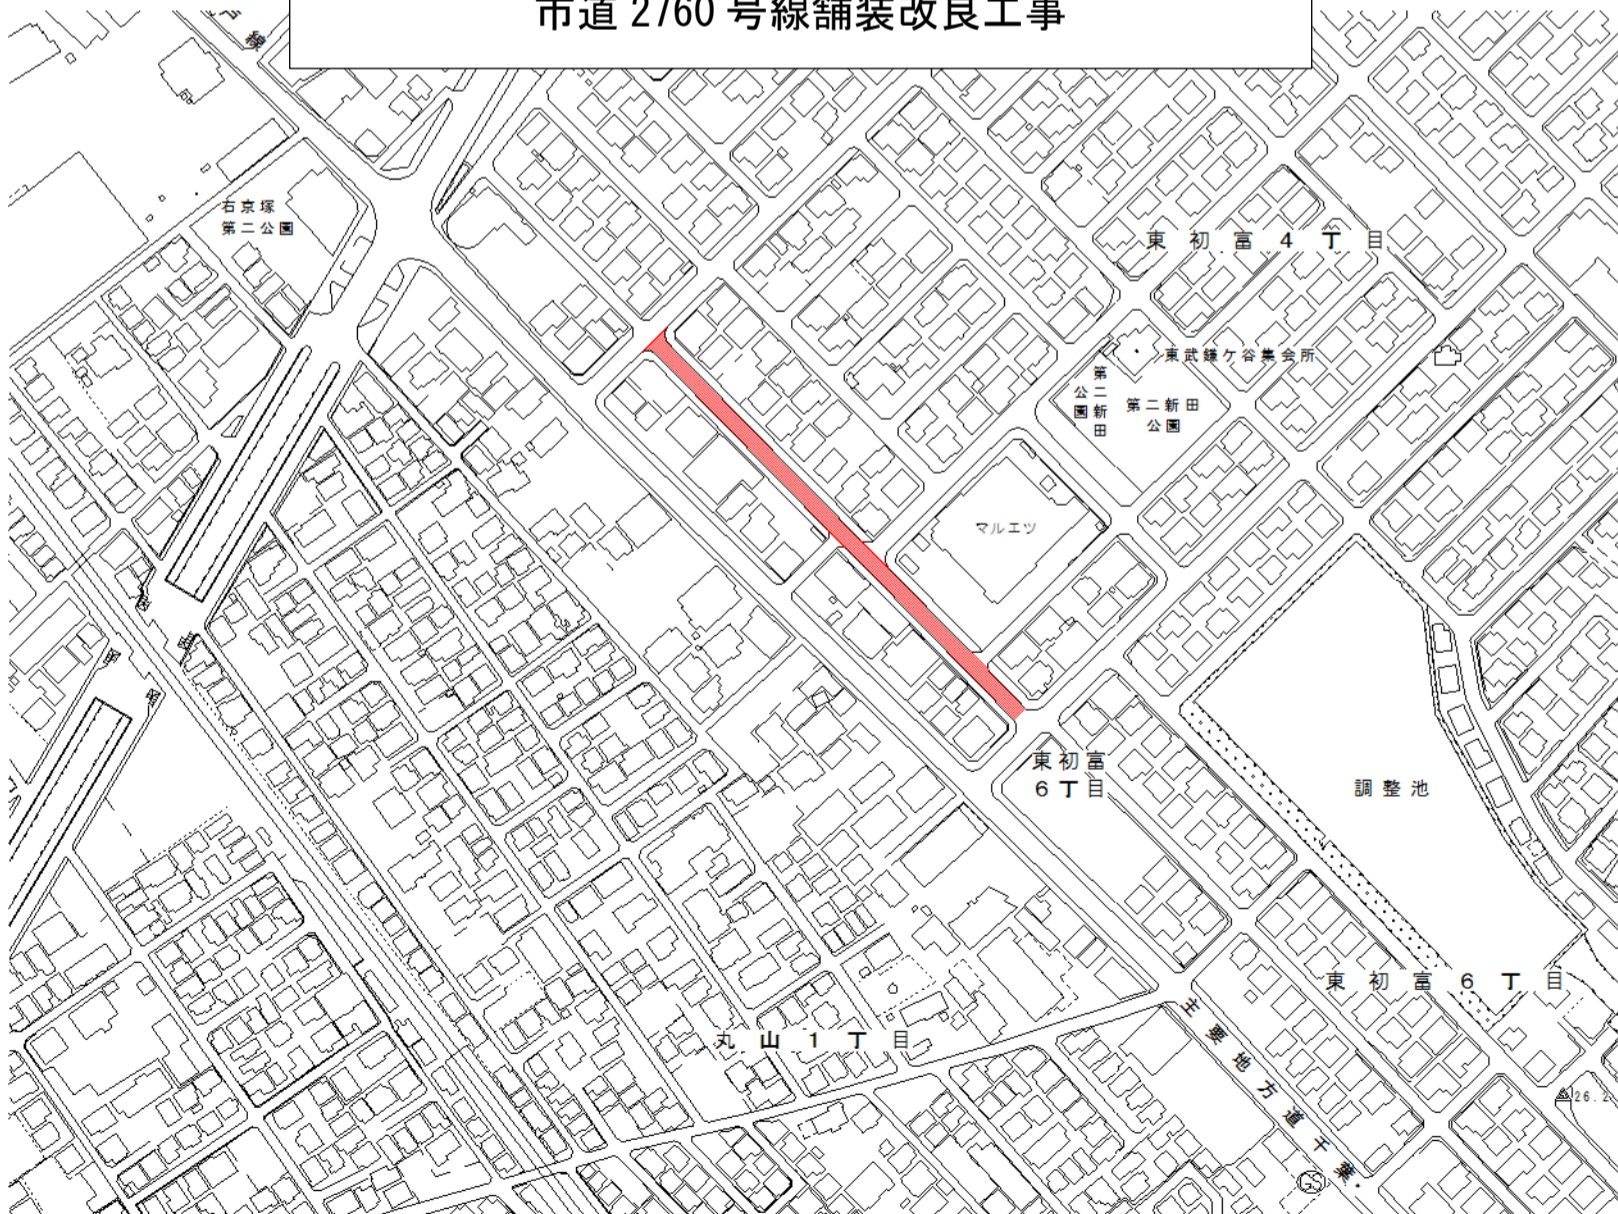 市道2760号線舗装改良工事
線
右京塚
第二公園
東初富4丁目
東武鎌ケ谷集会所
第二新田
公園
第二新田
公園
マルエツ
東初富
6丁目
調整池
東初富6丁目
丸山1丁目
主要地方道千葉
26.2
GS